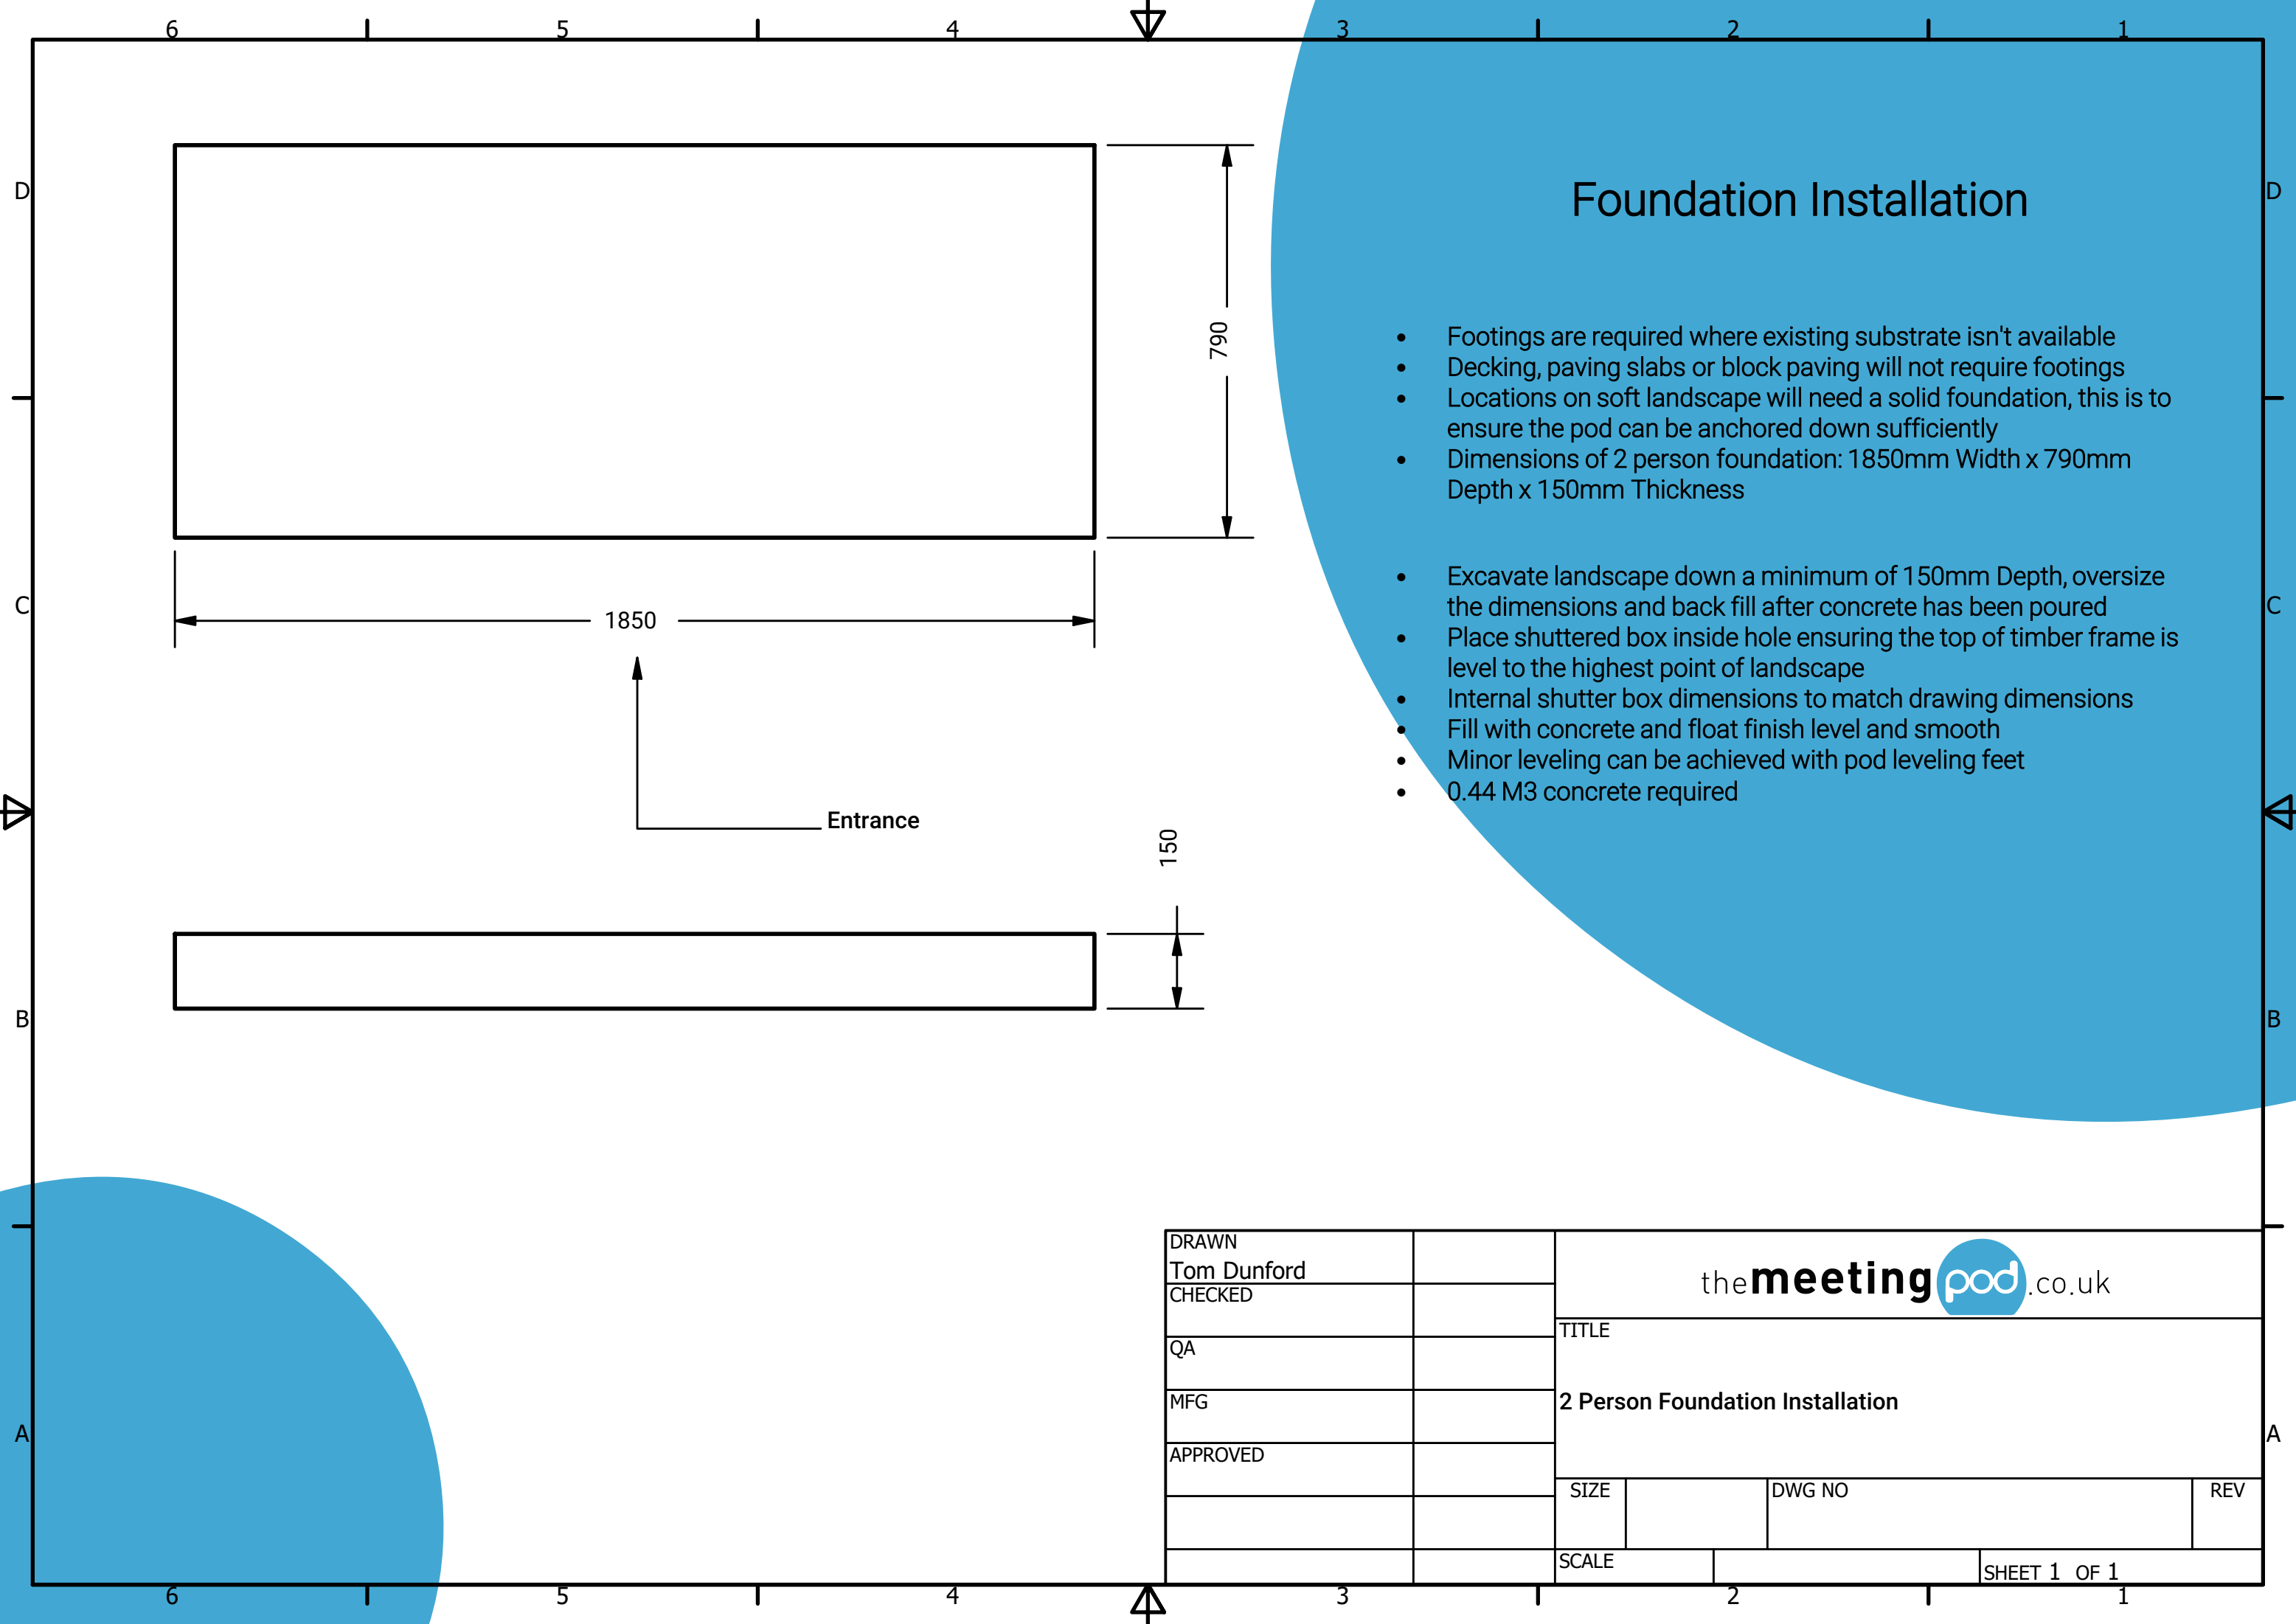 6 5 4 3 2 1
D D
Foundation Installation
790
• Footings are required where existing substrate isn't available
• Decking, paving slabs or block paving will not require footings
• Locations on soft landscape will need a solid foundation, this is to
ensure the pod can be anchored down sufficiently
• Dimensions of 2 person foundation: 1850mm Width x 790mm
Depth x 150mm Thickness
• Excavate landscape down a minimum of 150mm Depth, oversize
the dimensions and back fill after concrete has been poured
• Place shuttered box inside hole ensuring the top of timber frame is
level to the highest point of landscape
• Internal shutter box dimensions to match drawing dimensions
• Fill with concrete and float finish level and smooth
• Minor leveling can be achieved with pod leveling feet
• 0.44 M3 concrete required
C C
1850
Entrance
150
B B
DRAWN
Tom Dunford
CHECKED
QA
MFG
APPROVED
themeetingpod.co.uk
TITLE
2 Person Foundation Installation
A A
SIZE DWG NO REV
SCALE SHEET 1 OF 1
6 5 4 3 2 1